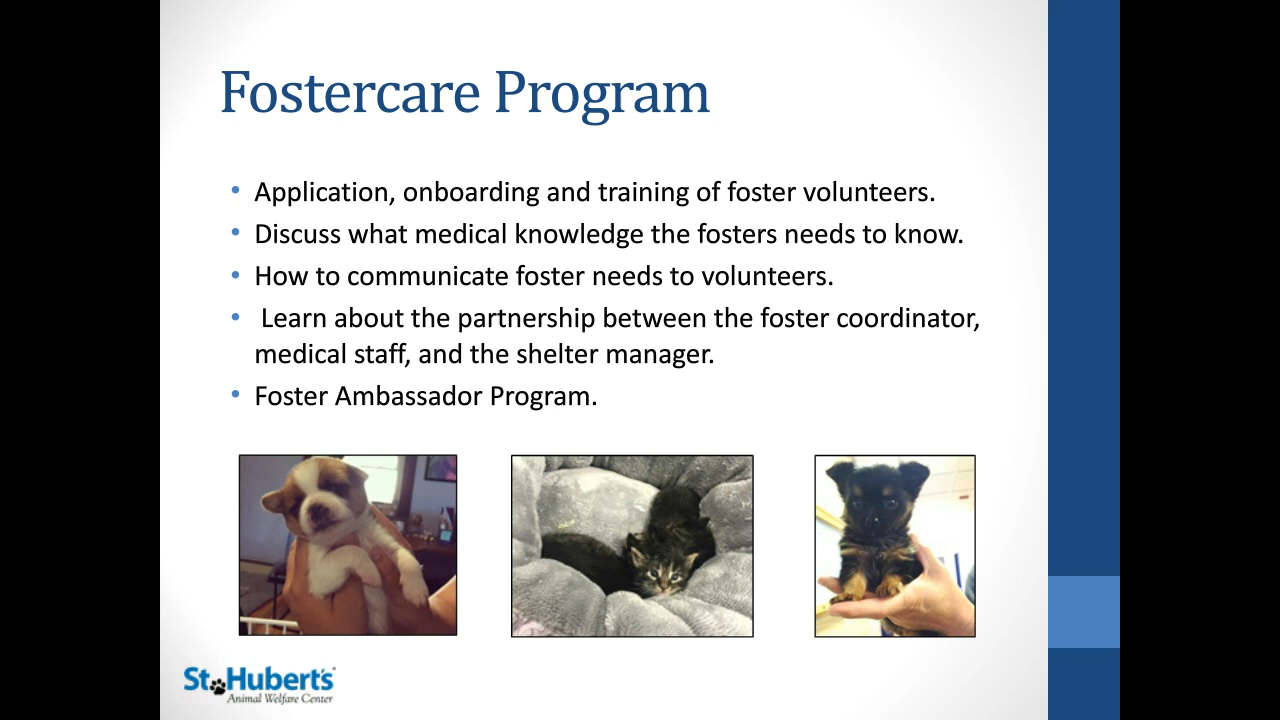 Fostercare Program
• Application, onboarding and training of foster volunteers.
• Discuss what medical knowledge the fosters needs to know.
• How to communicate foster needs to volunteers.
• Learn about the partnership between the foster coordinator,
medical staff, and the shelter manager.
• Foster Ambassador Program.
St.Hubert's
Animal Welfare Center